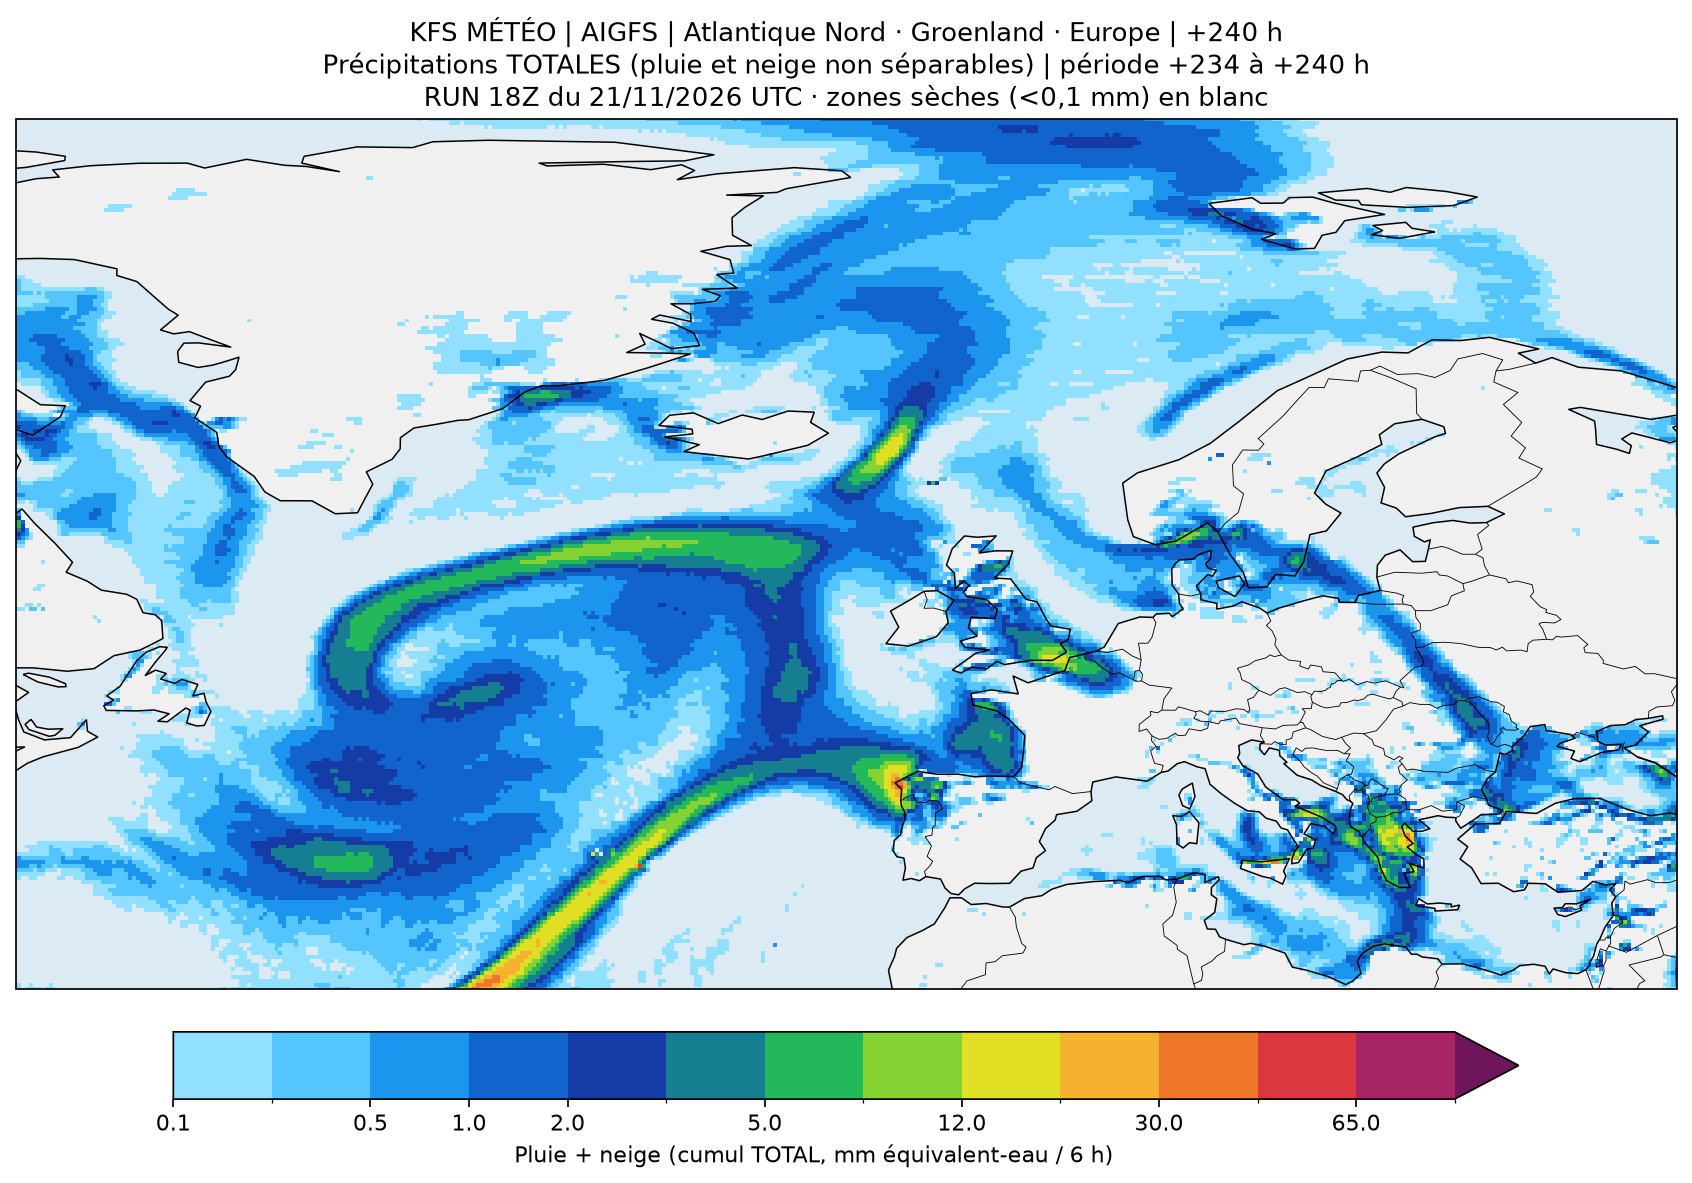 KFS MÉTÉO | AIGFS | Atlantique Nord · Groenland · Europe | +240 h
Précipitations TOTALES (pluie et neige non séparables) | période +234 à +240 h
RUN 18Z du 21/11/2026 UTC · zones sèches (<0,1 mm) en blanc
0.1 0.5 1.0 2.0 5.0 12.0 30.0 65.0
Pluie + neige (cumul TOTAL, mm équivalent-eau / 6 h)